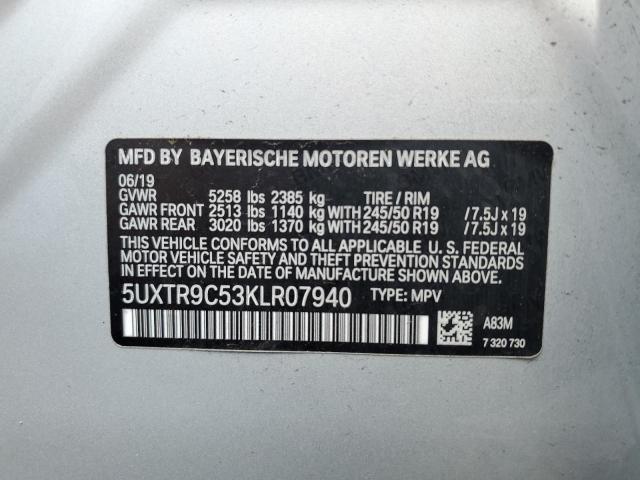 MFD BY BAYERISCHE MOTOREN WERKE AG
06/19
GVWR 5258 lbs 2385 kg TIRE / RIM
GAWR FRONT 2513 lbs 1140 kg WITH 245/50 R19 /7.5J x 19
GAWR REAR 3020 lbs 1370 kg WITH 245/50 R19 /7.5J x 19
THIS VEHICLE CONFORMS TO ALL APPLICABLE U. S. FEDERAL
MOTOR VEHICLE SAFETY AND THEFT PREVENTION
STANDARDS IN EFFECT ON THE DATE OF MANUFACTURE SHOWN ABOVE.
5UXTR9C53KLR07940 TYPE: MPV
A83M
7 320 730